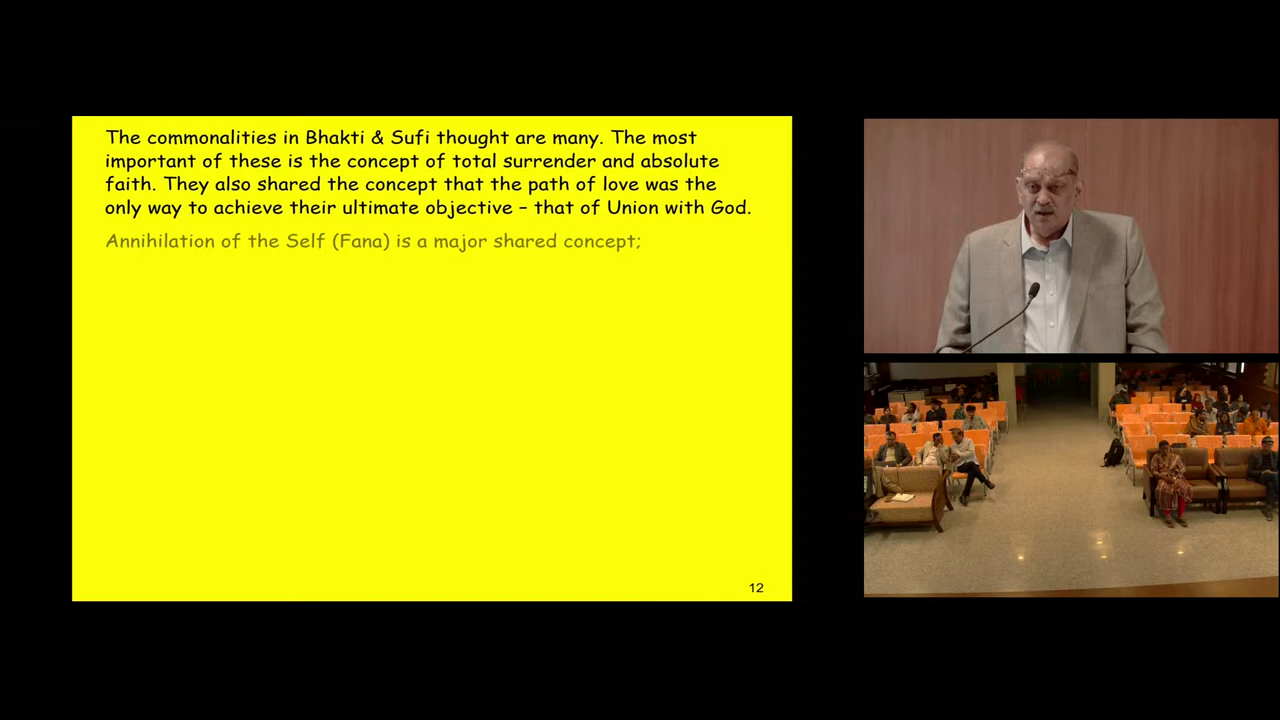 The commonalities in Bhakti & Sufi thought are many. The most
important of these is the concept of total surrender and absolute
faith. They also shared the concept that the path of love was the
only way to achieve their ultimate objective – that of Union with God.
Annihilation of the Self (Fana) is a major shared concept;
12